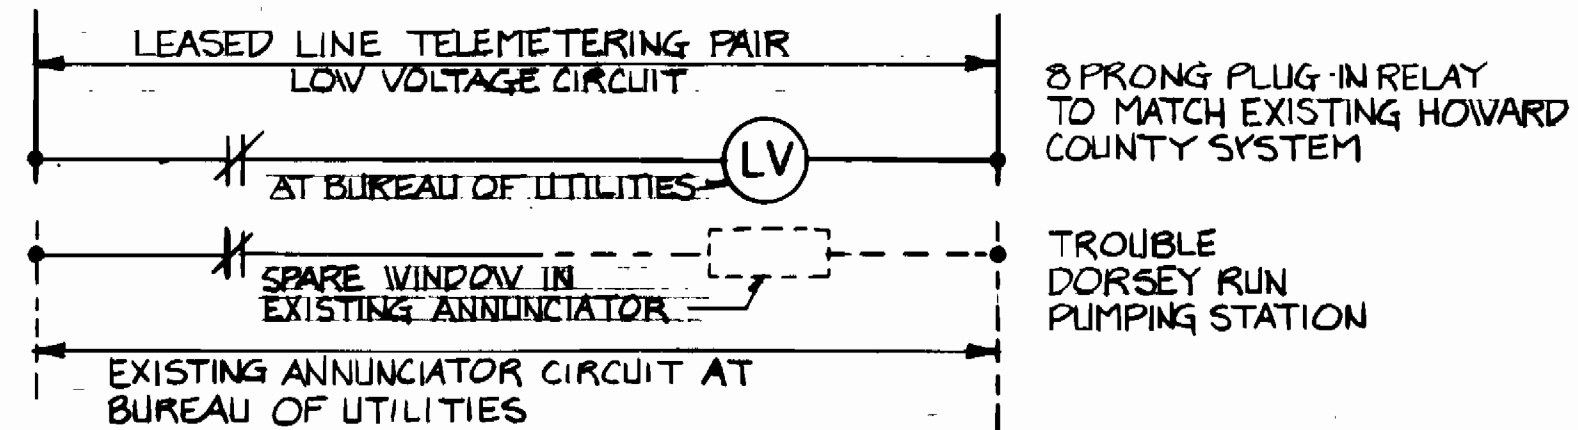 LEASED LINE TELEMETERING PAIR
LOW VOLTAGE CIRCUIT
8 PRONG PLUG-IN RELAY
TO MATCH EXISTING HOWARD
COUNTY SYSTEM
LV
AT BUREAU OF UTILITIES
TROUBLE
DORSEY RUN
PUMPING STATION
SPARE WINDOW IN
EXISTING ANNUNCIATOR
EXISTING ANNUNCIATOR CIRCUIT AT
BUREAU OF UTILITIES